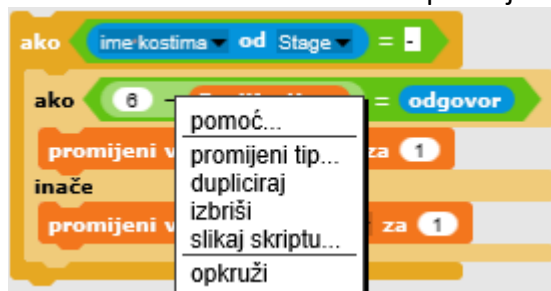 ako ime kostima od Stage = -
ako 6 - = odgovor
pomoć...
promijeni za 1
promijeni tip...
dupliciraj
inače
izbriši
promijeni za 1
slikaj skriptu...
opkruži